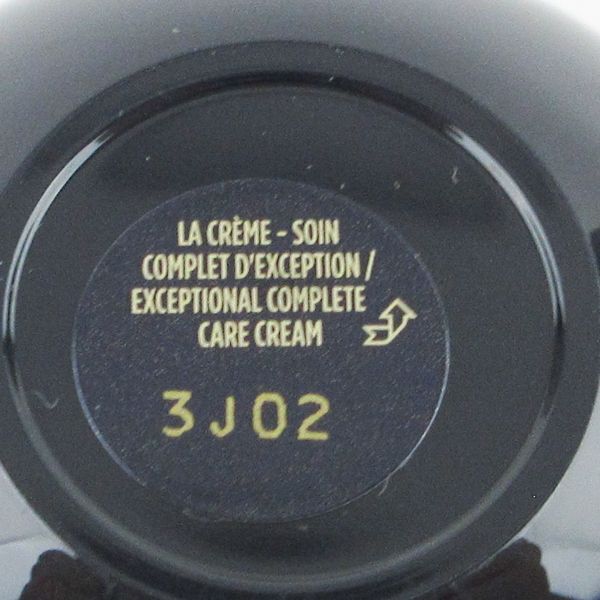 LA CRÈME - SOIN
COMPLET D'EXCEPTION /
EXCEPTIONAL COMPLETE
CARE CREAM
3J02